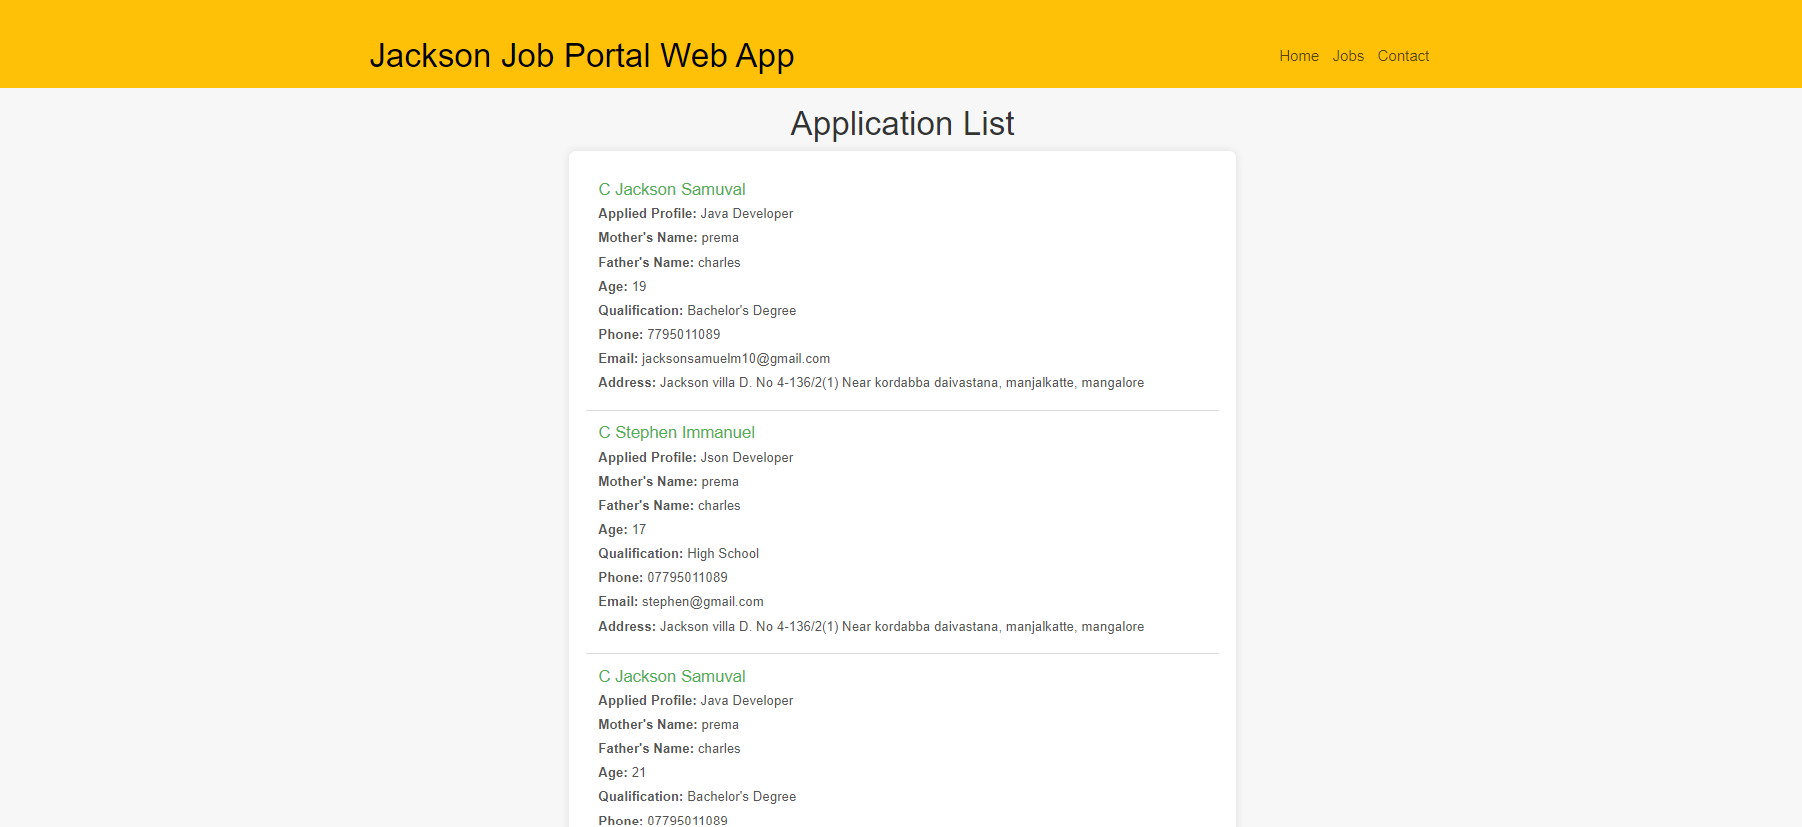 Jackson Job Portal Web App
Home Jobs Contact
Application List
C Jackson Samuval
Applied Profile: Java Developer
Mother's Name: prema
Father's Name: charles
Age: 19
Qualification: Bachelor's Degree
Phone: 7795011089
Email: jacksonsamuelm10@gmail.com
Address: Jackson villa D. No 4-136/2(1) Near kordabba daivastana, manjalkatte, mangalore
C Stephen Immanuel
Applied Profile: Json Developer
Mother's Name: prema
Father's Name: charles
Age: 17
Qualification: High School
Phone: 07795011089
Email: stephen@gmail.com
Address: Jackson villa D. No 4-136/2(1) Near kordabba daivastana, manjalkatte, mangalore
C Jackson Samuval
Applied Profile: Java Developer
Mother's Name: prema
Father's Name: charles
Age: 21
Qualification: Bachelor's Degree
Phone: 07795011089